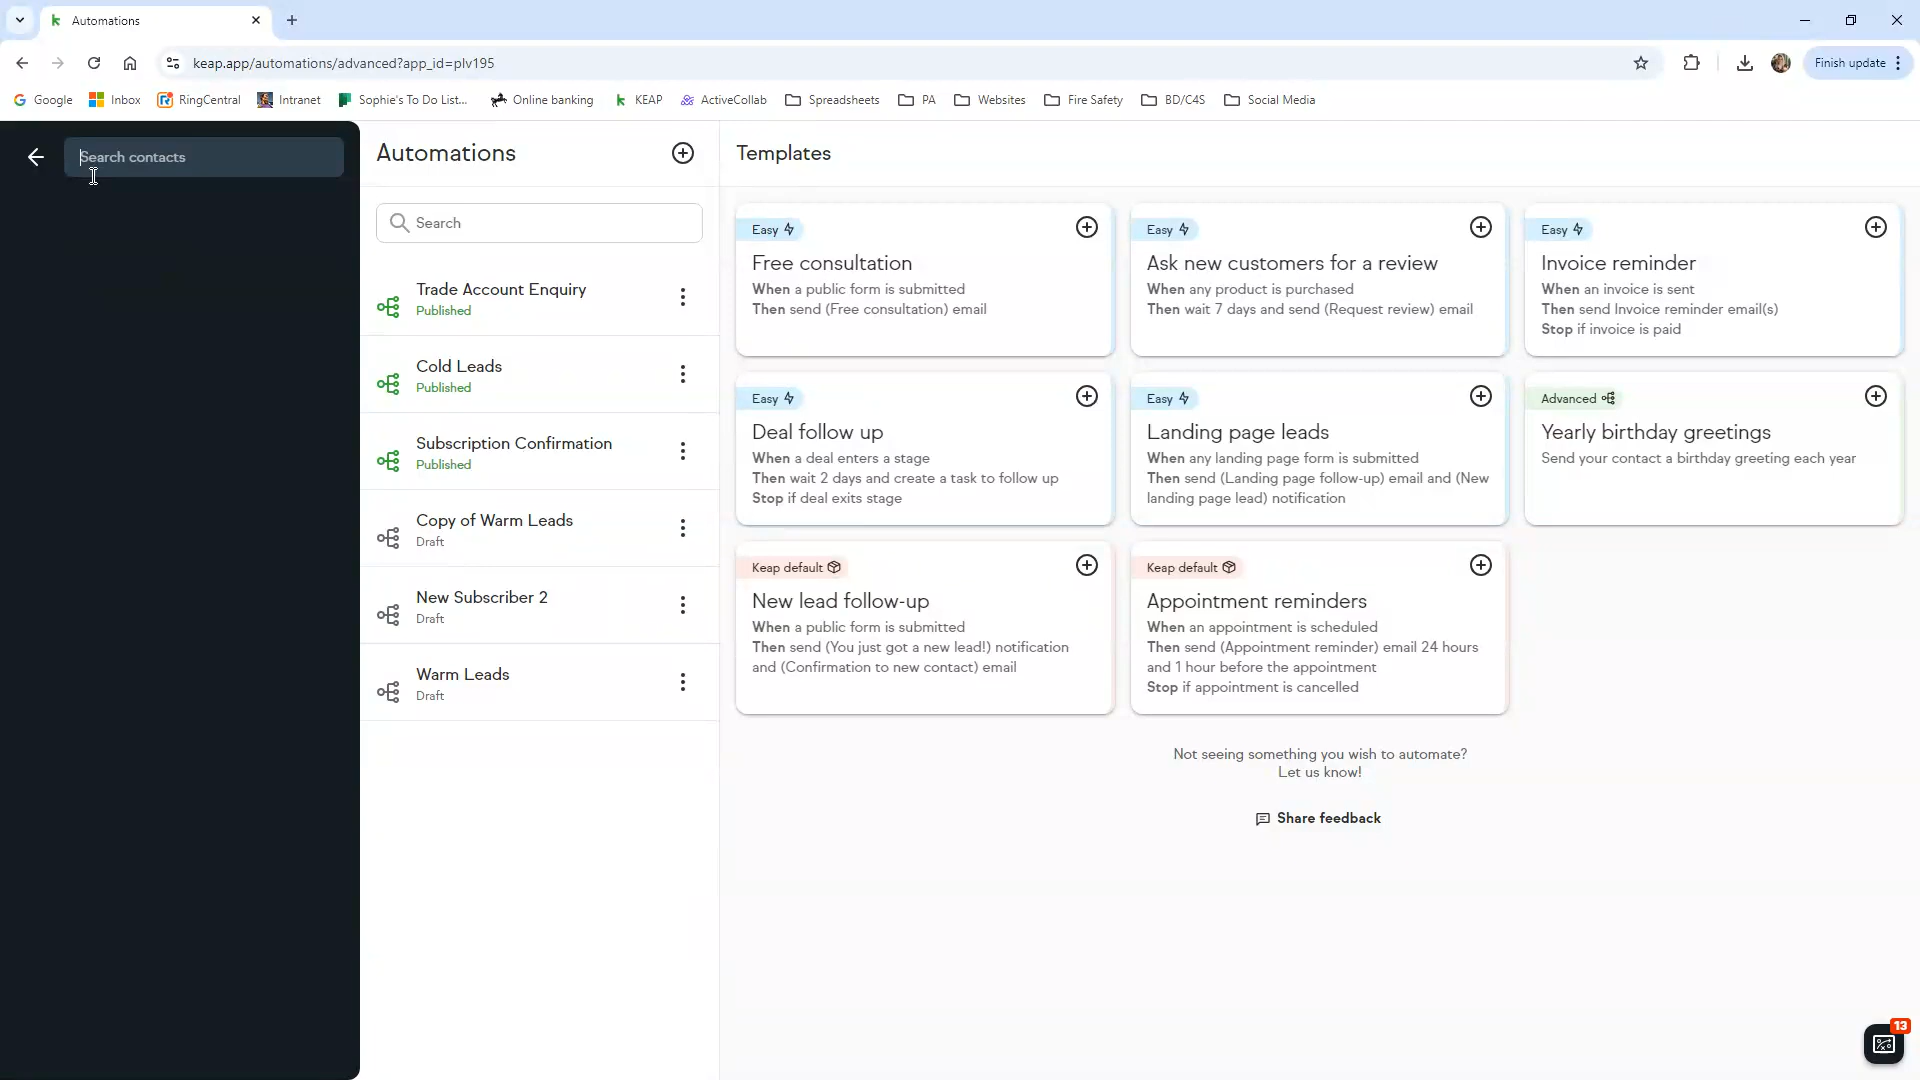 Automations
keap.app/automations/advanced?app_id=plv195
Finish update
Google
Inbox
RingCentral
Intranet
Sophie's To Do List...
Online banking
KEAP
ActiveCollab
Spreadsheets
PA
Websites
Fire Safety
BD/C4S
Social Media
Search contacts
Automations
Search
Trade Account Enquiry
Published
Cold Leads
Published
Subscription Confirmation
Published
Copy of Warm Leads
Draft
New Subscriber 2
Draft
Warm Leads
Draft
Templates
Easy
Free consultation
When a public form is submitted
Then send (Free consultation) email
Easy
Ask new customers for a review
When any product is purchased
Then wait 7 days and send (Request review) email
Easy
Invoice reminder
When an invoice is sent
Then send Invoice reminder email(s)
Stop if invoice is paid
Easy
Deal follow up
When a deal enters a stage
Then wait 2 days and create a task to follow up
Stop if deal exits stage
Easy
Landing page leads
When any landing page form is submitted
Then send (Landing page follow-up) email and (New
landing page lead) notification
Advanced
Yearly birthday greetings
Send your contact a birthday greeting each year
Keap default
New lead follow-up
When a public form is submitted
Then send (You just got a new lead!) notification
and (Confirmation to new contact) email
Keap default
Appointment reminders
When an appointment is scheduled
Then send (Appointment reminder) email 24 hours
and 1 hour before the appointment
Stop if appointment is cancelled
Not seeing something you wish to automate?
Let us know!
Share feedback
13